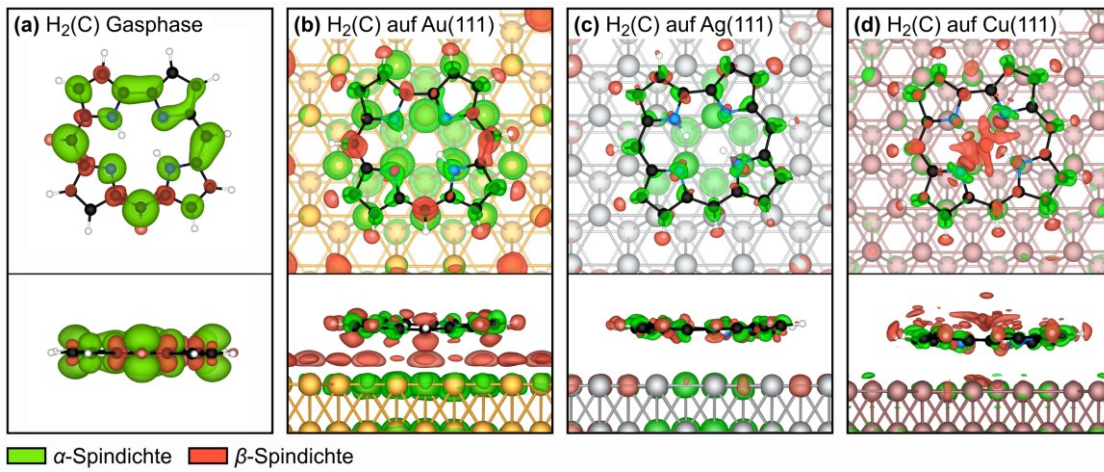 (a) H₂(C) Gasphase
(b) H₂(C) auf Au(111)
(c) H₂(C) auf Ag(111)
(d) H₂(C) auf Cu(111)
α-Spindichte β-Spindichte